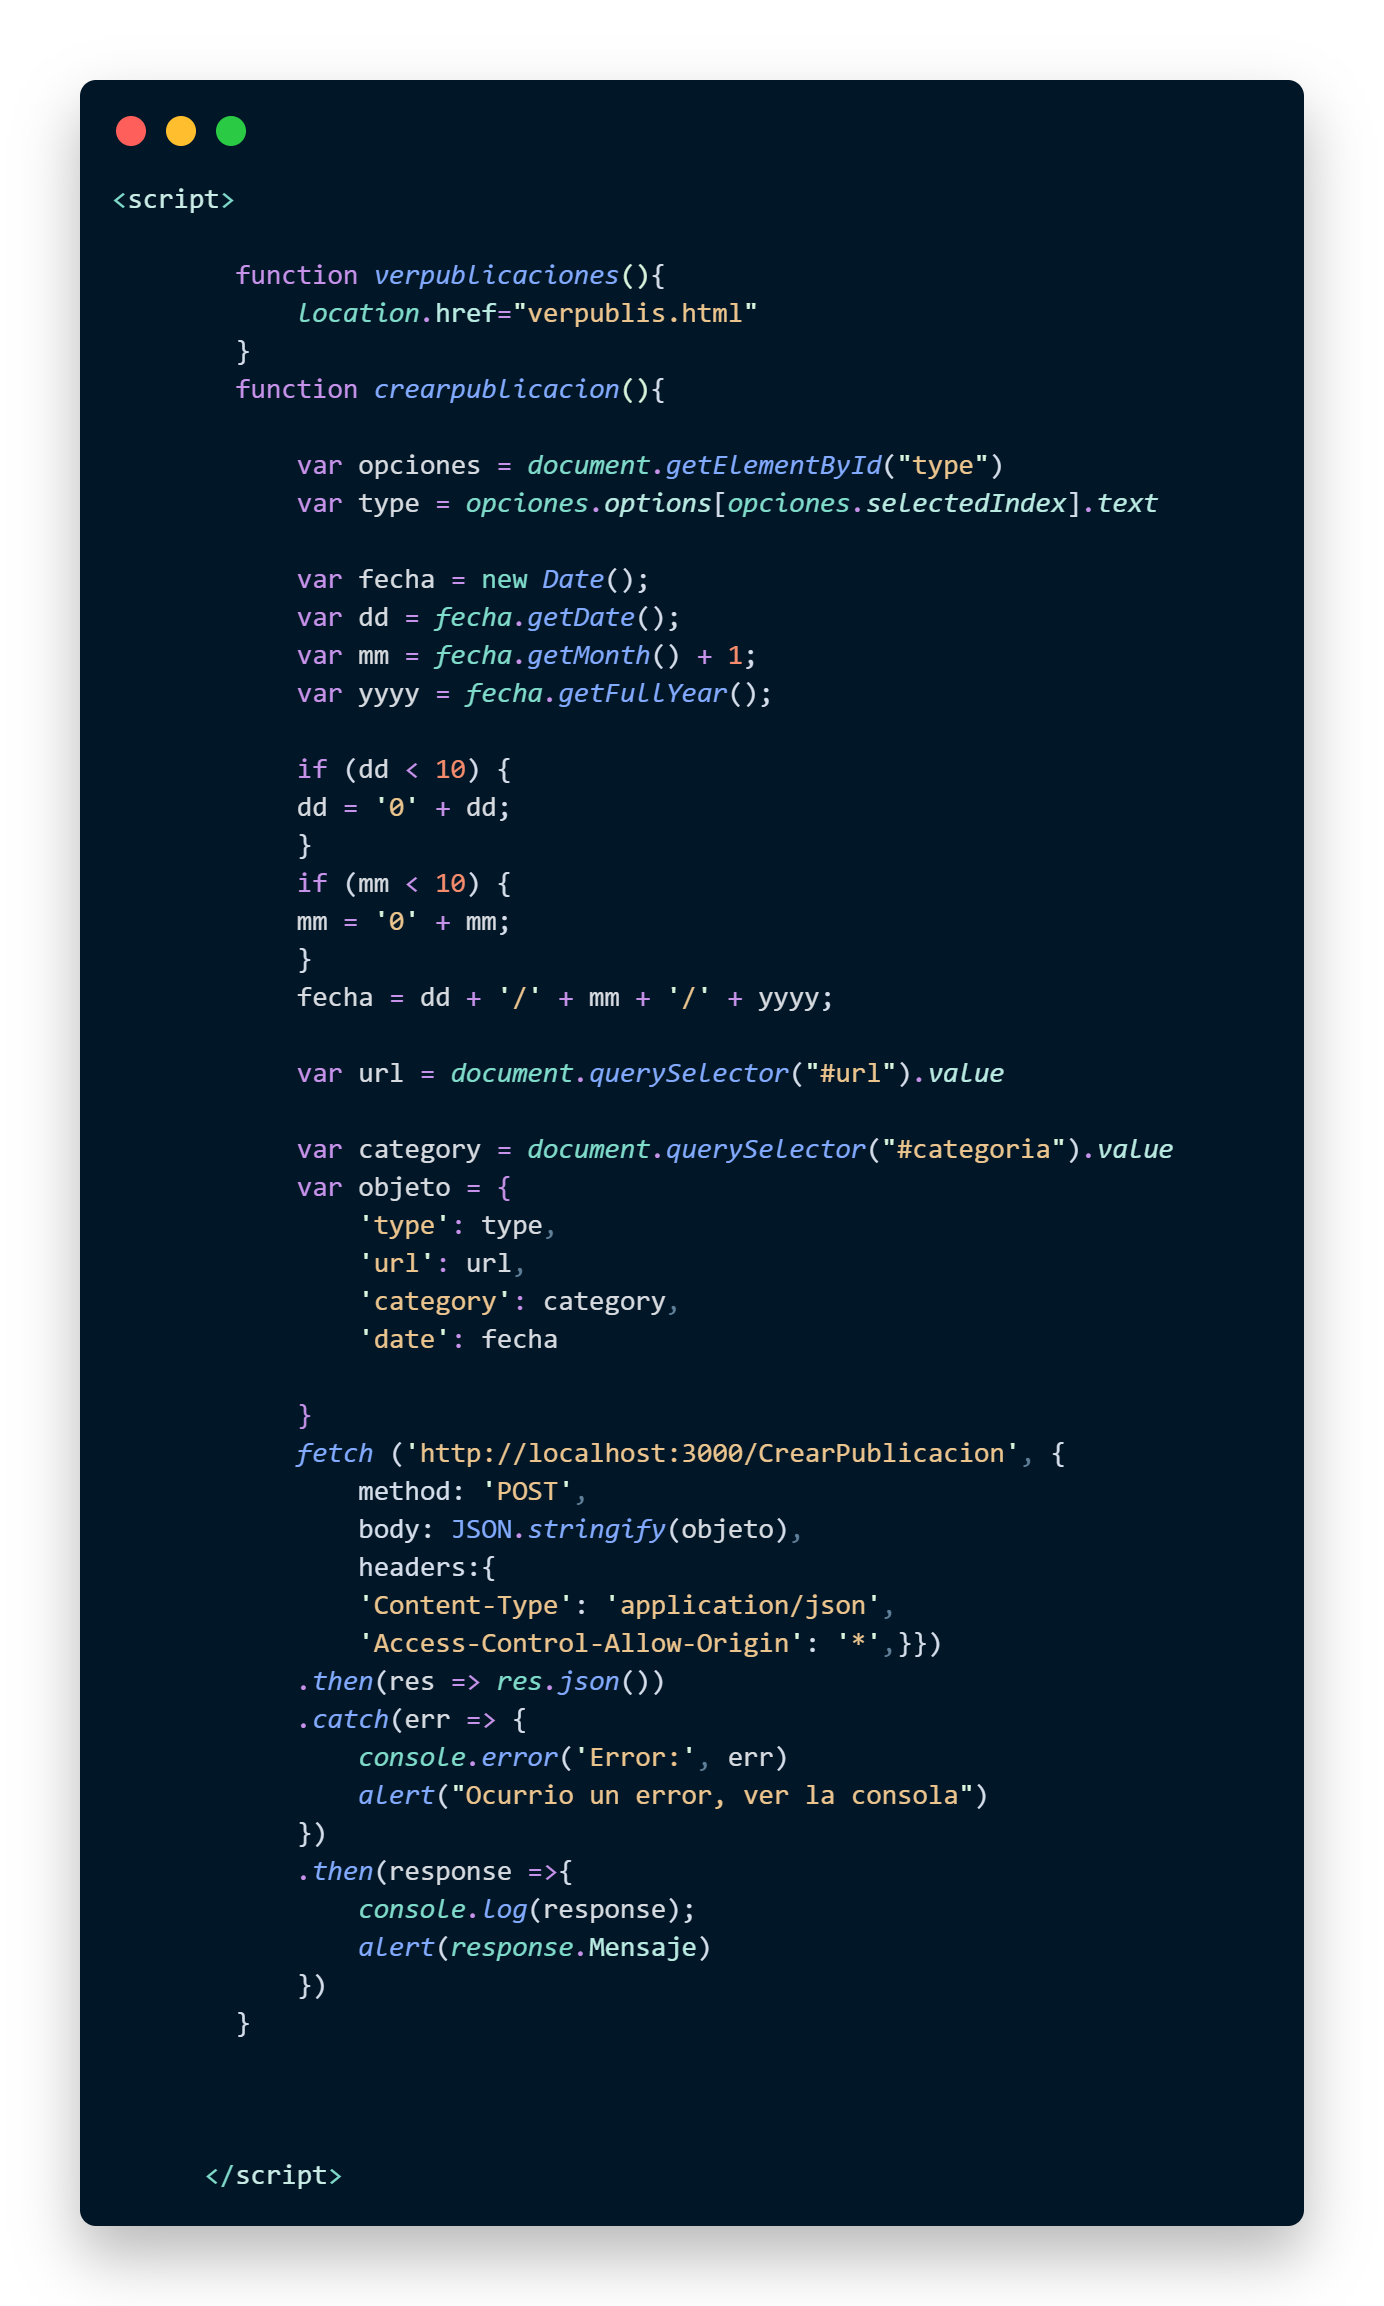 <script>
function verpublicaciones(){
location.href="verpublis.html"
}
function crearpublicacion(){
var opciones = document.getElementById("type")
var type = opciones.options[opciones.selectedIndex].text
var fecha = new Date();
var dd = fecha.getDate();
var mm = fecha.getMonth() + 1;
var yyyy = fecha.getFullYear();
if (dd < 10) {
dd = '0' + dd;
}
if (mm < 10) {
mm = '0' + mm;
}
fecha = dd + '/' + mm + '/' + yyyy;
var url = document.querySelector("#url").value
var category = document.querySelector("#categoria").value
var objeto = {
'type': type,
'url': url,
'category': category,
'date': fecha
}
fetch ('http://localhost:3000/CrearPublicacion', {
method: 'POST',
body: JSON.stringify(objeto),
headers:{
'Content-Type': 'application/json',
'Access-Control-Allow-Origin': '*',}})
.then(res => res.json())
.catch(err => {
console.error('Error:', err)
alert("Ocurrio un error, ver la consola")
})
.then(response =>{
console.log(response);
alert(response.Mensaje)
})
}
</script>